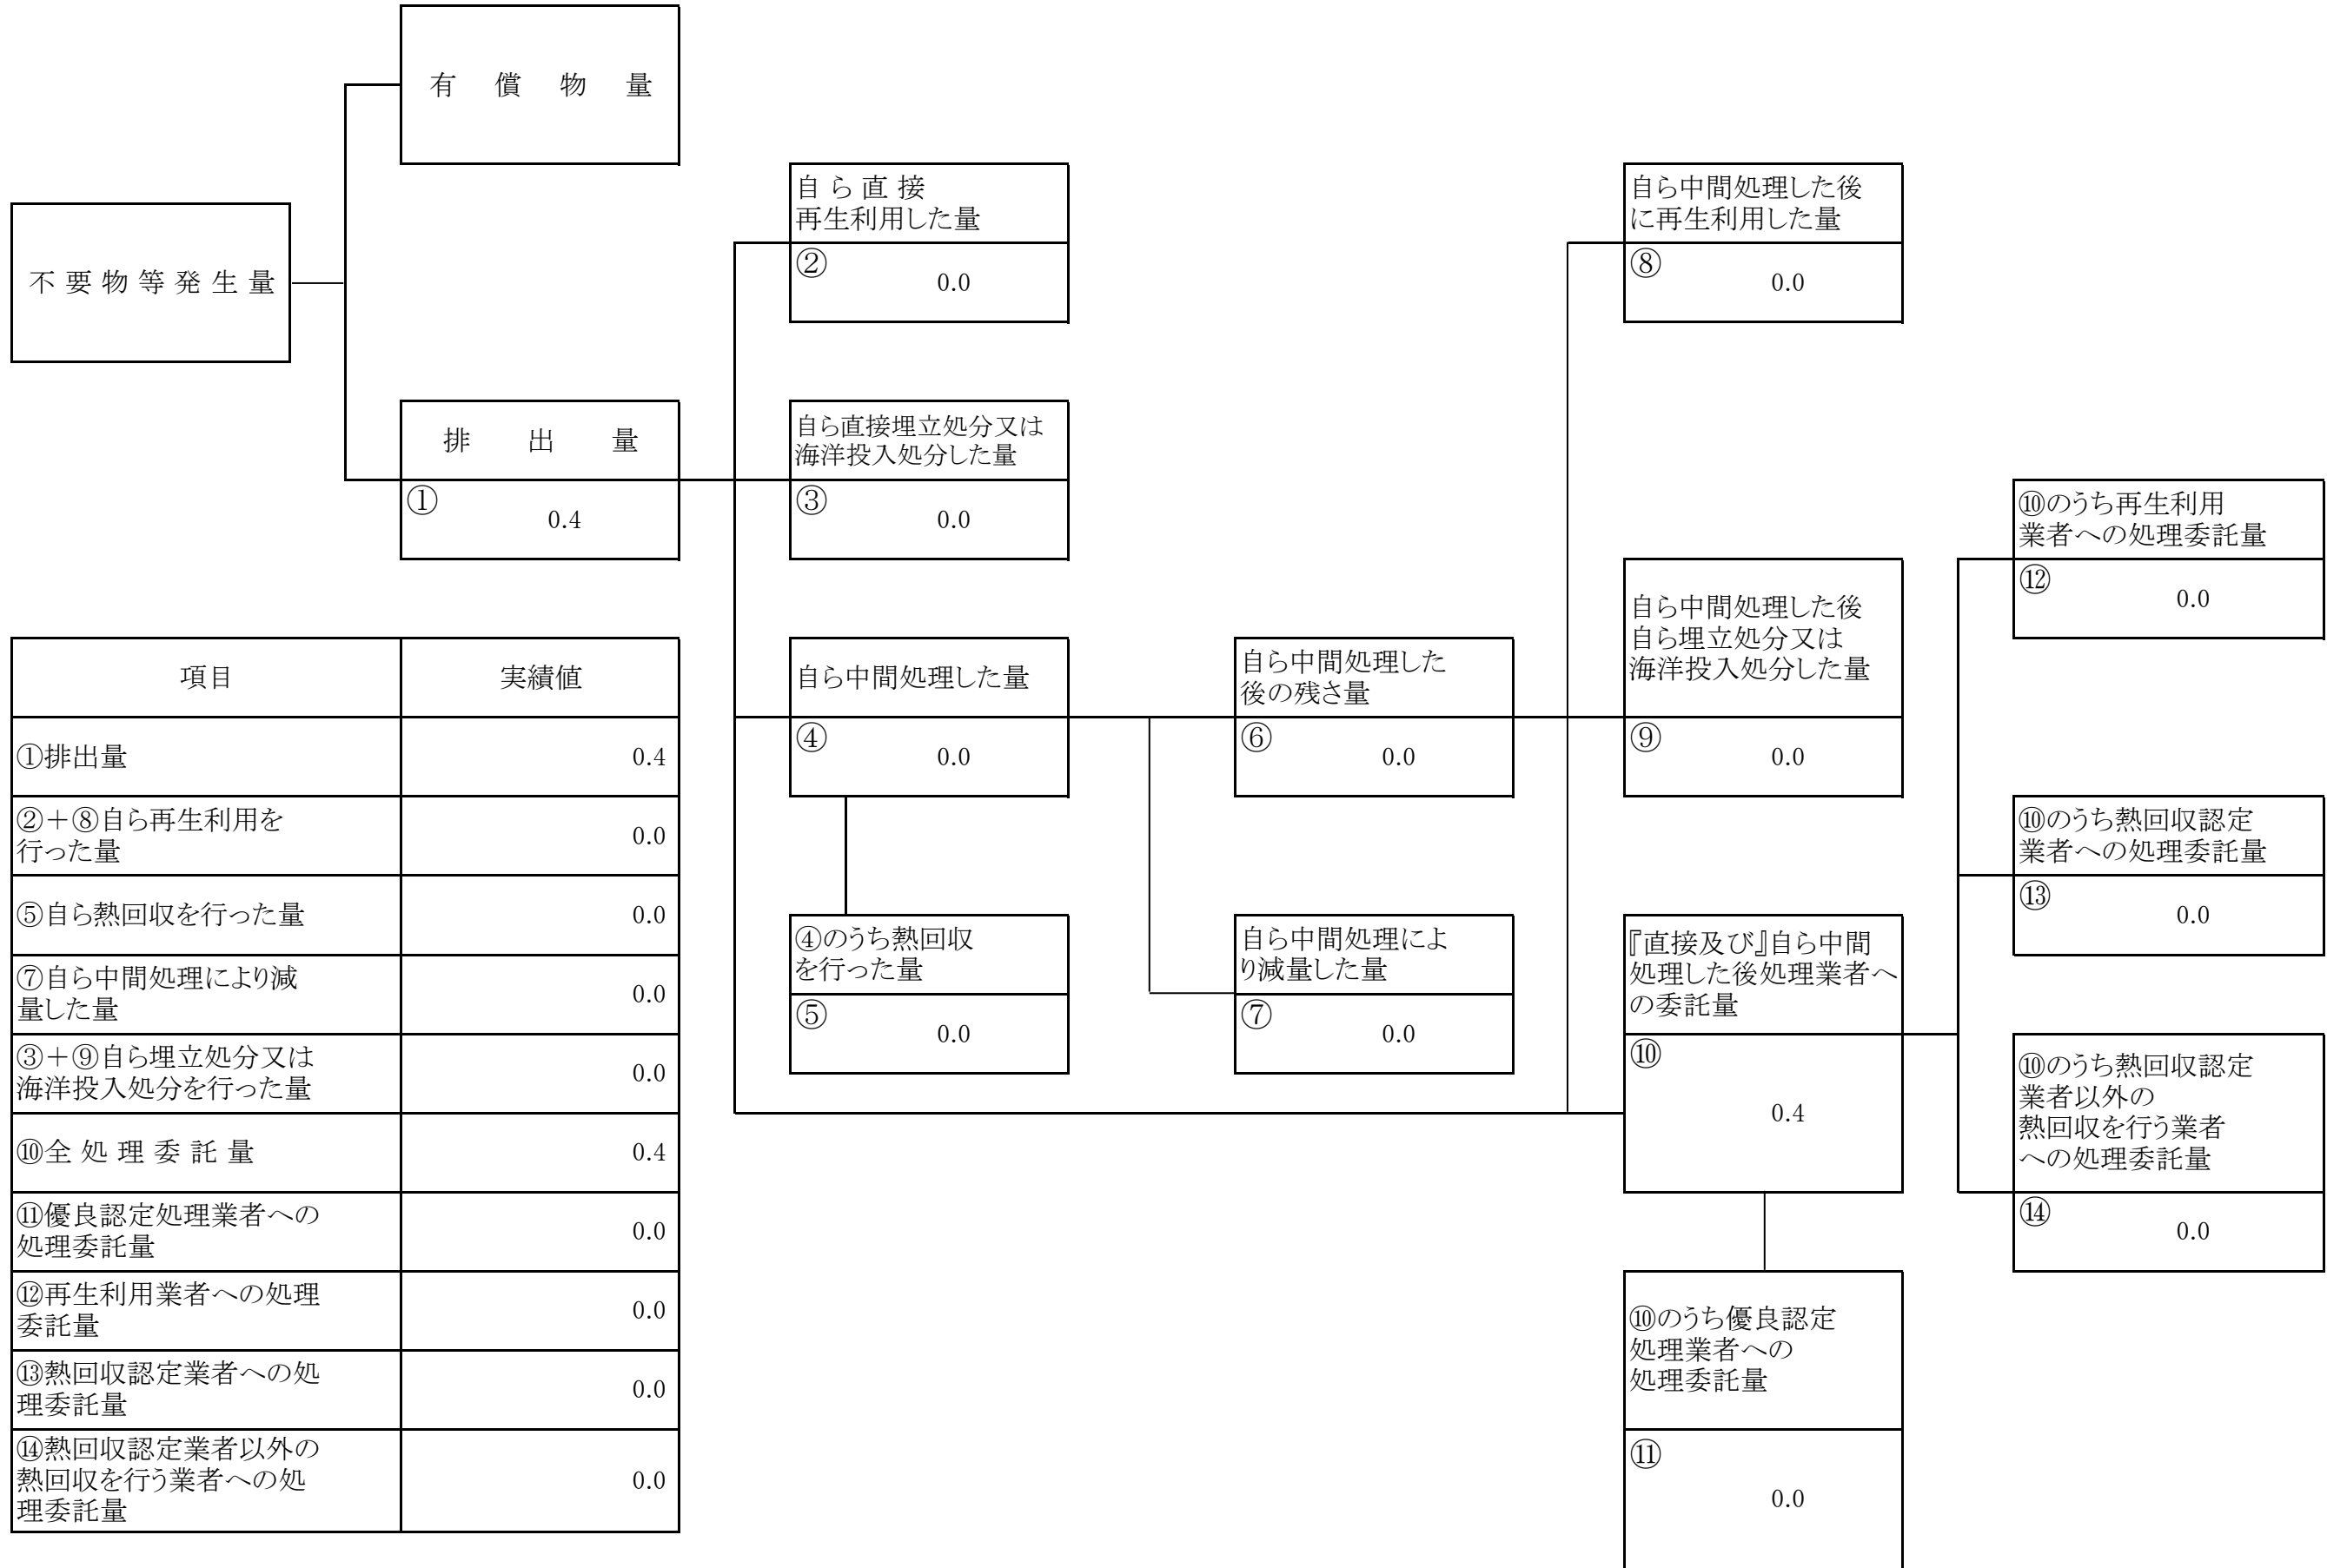 有 償 物 量
不 要 物 等 発 生 量
自 ら 直 接
再生利用した量
②
0.0
自ら中間処理した後
に再生利用した量
⑧
0.0
排 出 量
①
0.4
自ら直接埋立処分又は
海洋投入処分した量
③
0.0
⑩のうち再生利用
業者への処理委託量
⑫
0.0
自ら中間処理した量
④
0.0
自ら中間処理した
後の残さ量
⑥
0.0
自ら中間処理した後
自ら埋立処分又は
海洋投入処分した量
⑨
0.0
⑩のうち熱回収認定
業者への処理委託量
⑬
0.0
④のうち熱回収
を行った量
⑤
0.0
自ら中間処理によ
り減量した量
⑦
0.0
『直接及び』自ら中間
処理した後処理業者へ
の委託量
⑩
0.4
⑩のうち熱回収認定
業者以外の
熱回収を行う業者
への処理委託量
⑭
0.0
⑩のうち優良認定
処理業者への
処理委託量
⑪
0.0
項目 実績値
①排出量 0.4
②+⑧自ら再生利用を
行った量 0.0
⑤自ら熱回収を行った量 0.0
⑦自ら中間処理により減
量した量 0.0
③+⑨自ら埋立処分又は
海洋投入処分を行った量 0.0
⑩全 処 理 委 託 量 0.4
⑪優良認定処理業者への
処理委託量 0.0
⑫再生利用業者への処理
委託量 0.0
⑬熱回収認定業者への処
理委託量 0.0
⑭熱回収認定業者以外の
熱回収を行う業者への処
理委託量 0.0